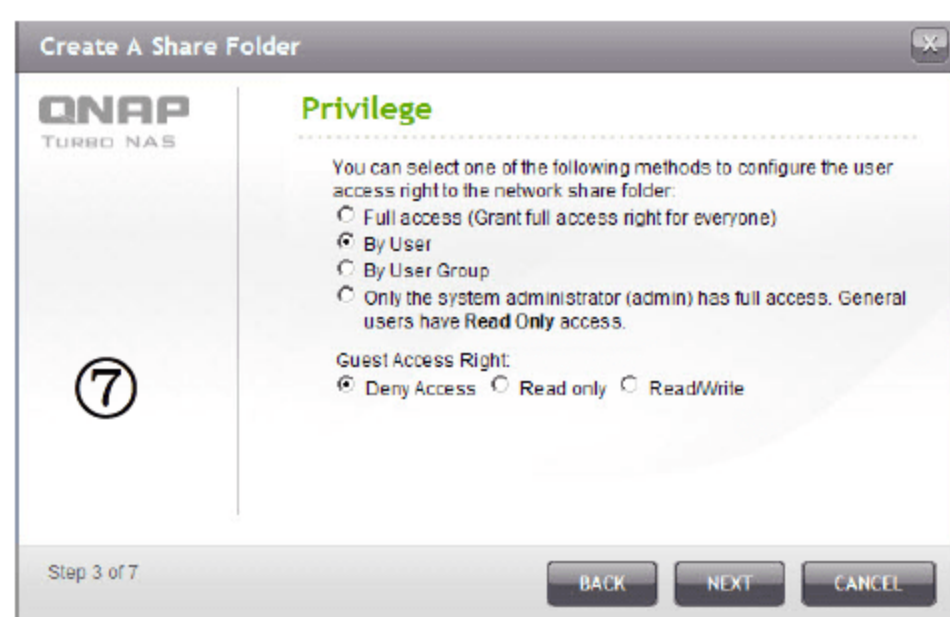 Create A Share Folder
QNAP
TURBO NAS
Privilege
You can select one of the following methods to configure the user
access right to the network share folder:
Full access (Grant full access right for everyone)
By User
By User Group
Only the system administrator (admin) has full access. General
users have Read Only access.
Guest Access Right:
Deny Access Read only Read/Write
⑦
Step 3 of 7
BACK NEXT CANCEL